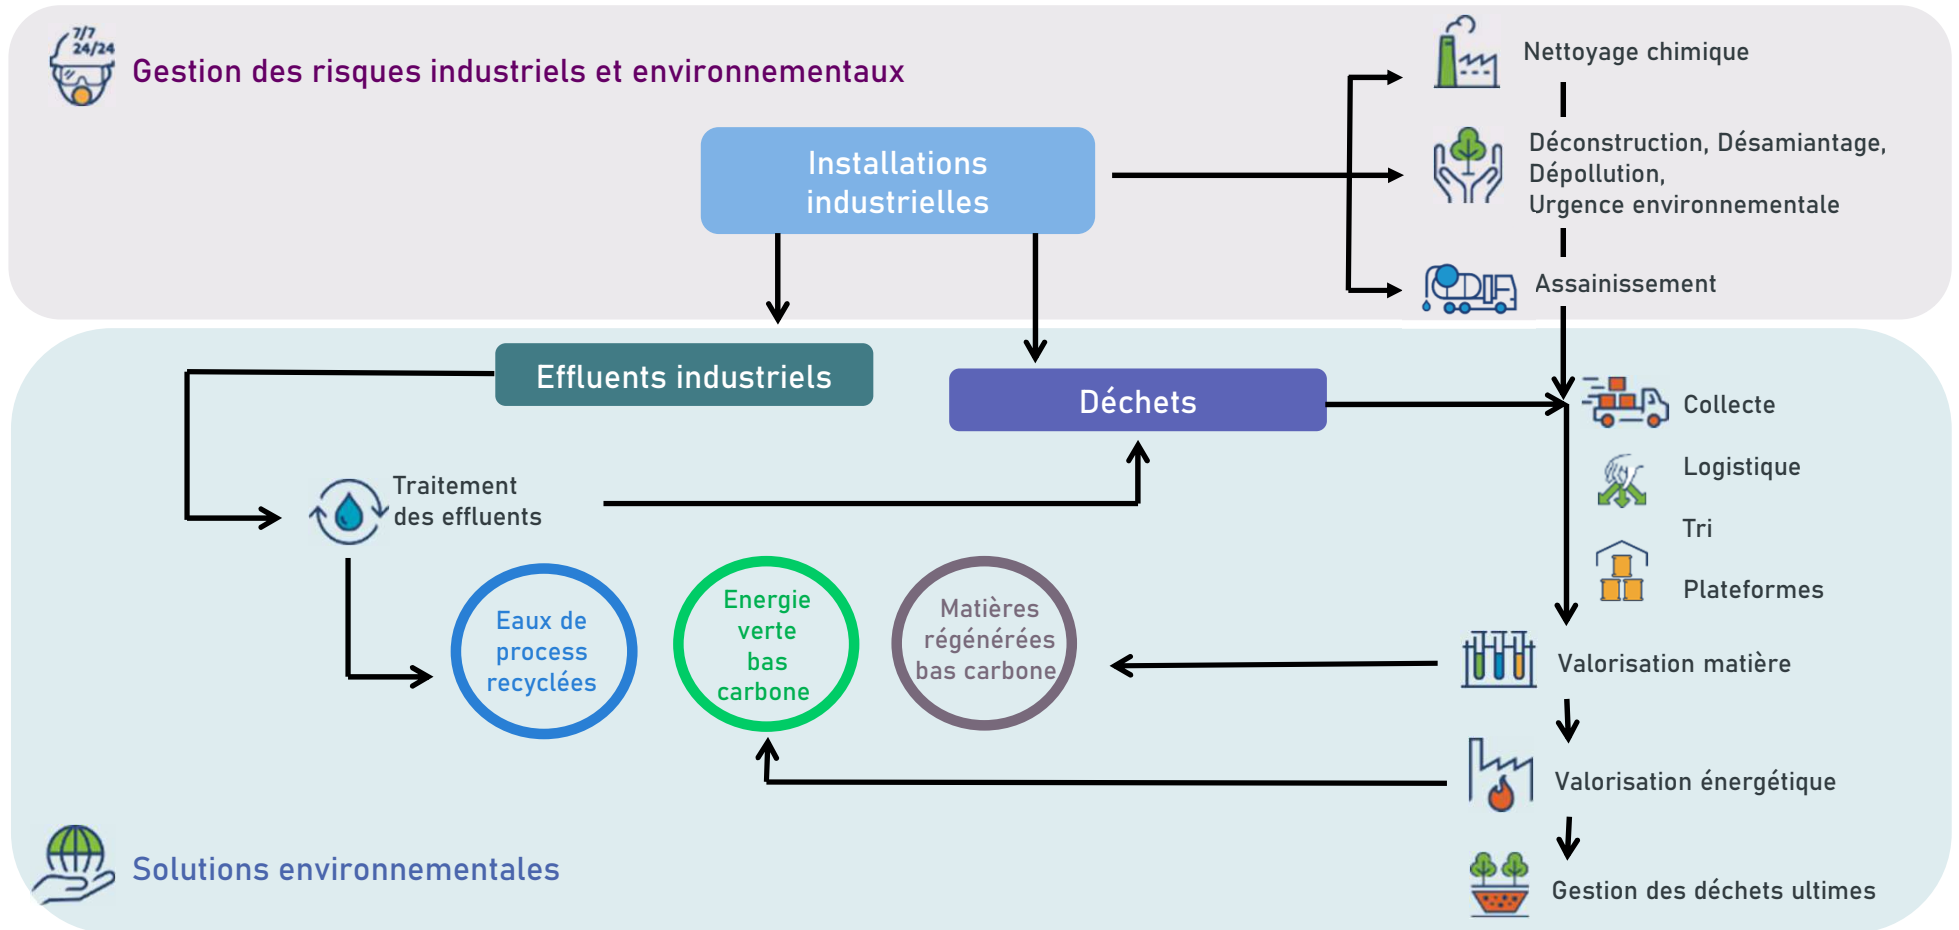 7/7
24/24
Gestion des risques industriels et environnementaux
Nettoyage chimique
Installations
industrielles
Déconstruction, Désamiantage,
Dépollution,
Urgence environnementale
Assainissement
Effluents industriels
Déchets
Collecte
Logistique
Tri
Plateformes
Traitement
des effluents
Eaux de
process
recyclées
Energie
verte
bas
carbone
Matières
régénérées
bas carbone
Valorisation matière
Valorisation énergétique
Gestion des déchets ultimes
Solutions environnementales